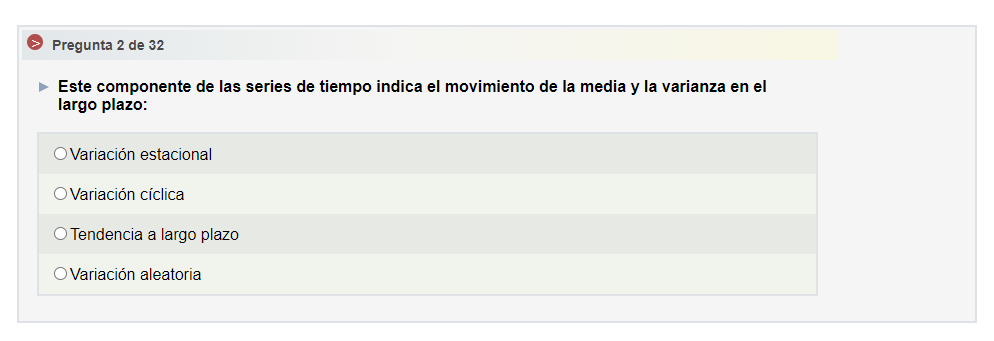 Pregunta 2 de 32
Este componente de las series de tiempo indica el movimiento de la media y la varianza en el
largo plazo:
Variación estacional
Variación cíclica
Tendencia a largo plazo
Variación aleatoria